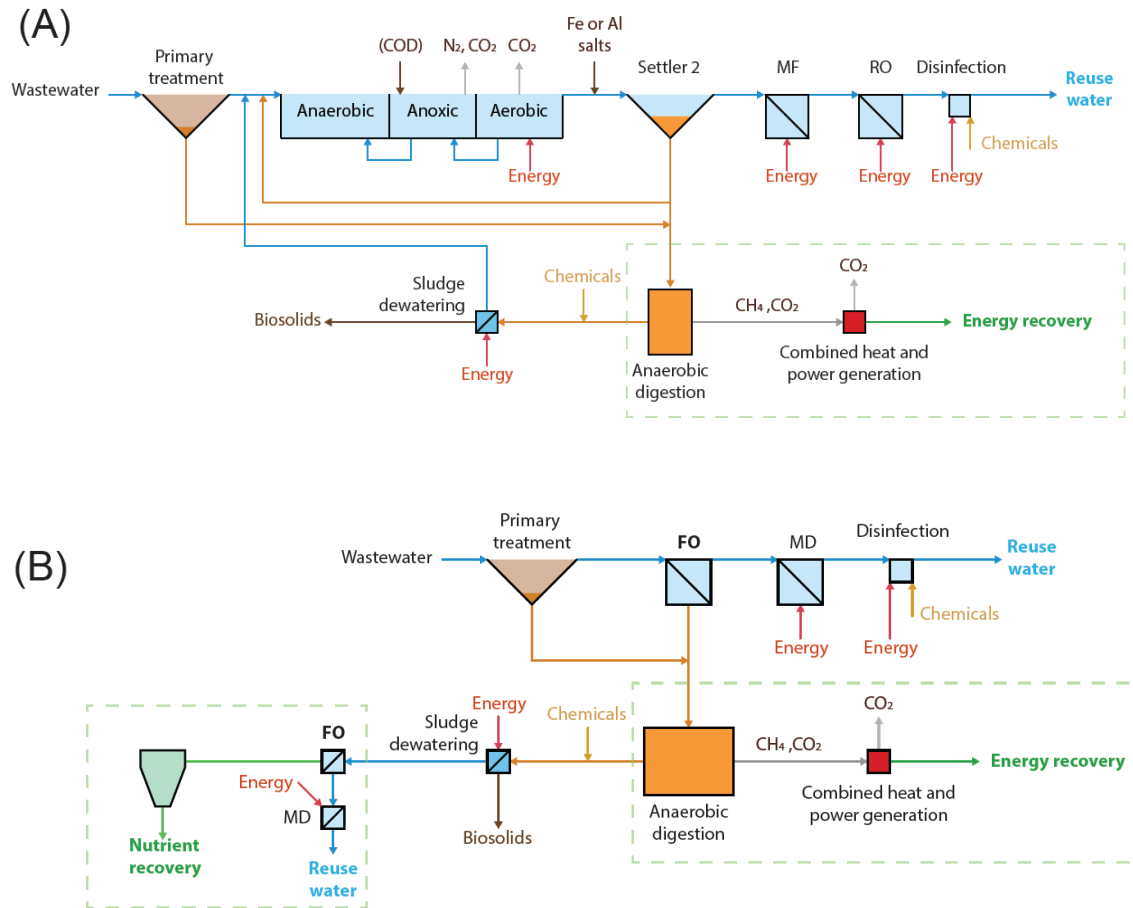 (A)
Fe or Al
salts
(COD)
N₂, CO₂
CO₂
Primary
treatment
Settler 2
MF
RO
Disinfection
Wastewater
Reuse
water
Anaerobic
Anoxic
Aerobic
Energy
Energy
Energy
Energy
Chemicals
Sludge
dewatering
Chemicals
CO₂
Biosolids
CH₄ ,CO₂
Energy recovery
Energy
Anaerobic
digestion
Combined heat and
power generation
(B)
Primary
treatment
FO
MD
Disinfection
Wastewater
Reuse
water
Chemicals
Energy
Energy
Energy
Chemicals
CO₂
FO
Sludge
dewatering
CH₄ ,CO₂
Energy recovery
Energy
MD
Anaerobic
digestion
Combined heat and
power generation
Biosolids
Nutrient
recovery
Reuse
water